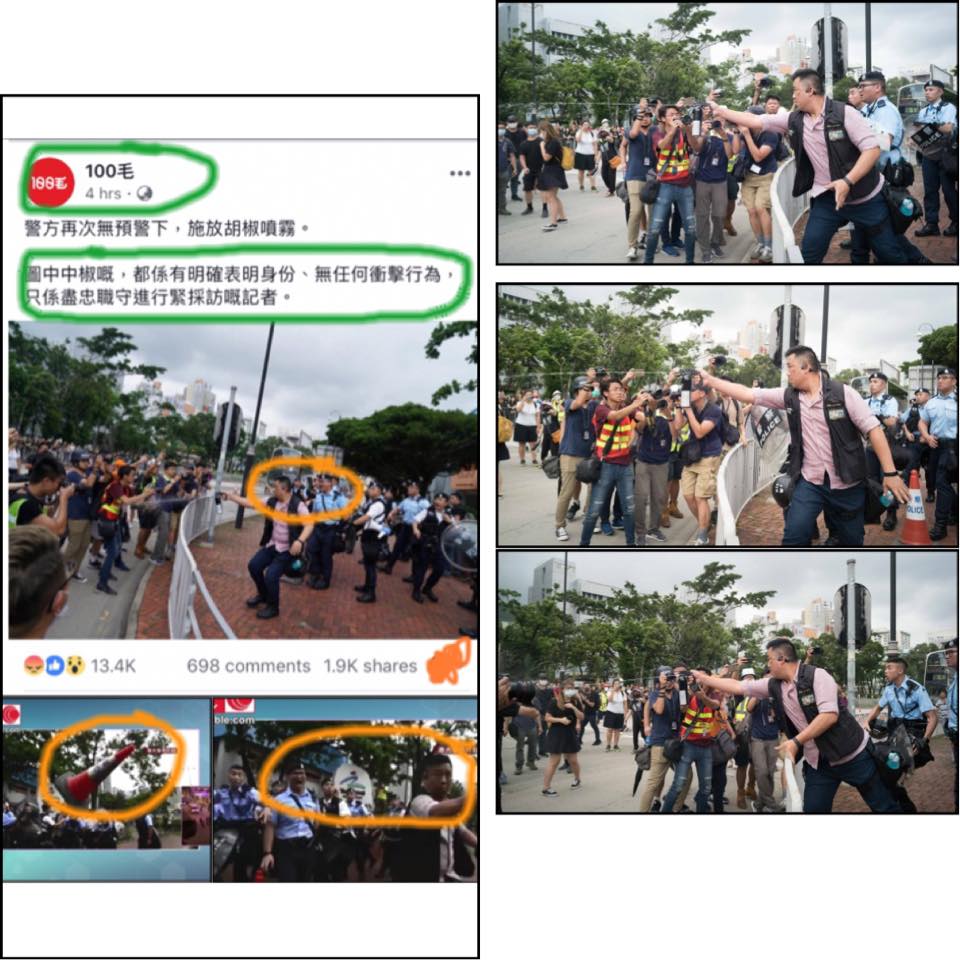 100毛
100毛
4 hrs ·
警方再次無預警下，施放胡椒噴霧。
圖中中椒嘅，都係有明確表明身份、無任何衝擊行為，
只係盡忠職守進行緊採訪嘅記者。
13.4K 698 comments 1.9K shares
ble.com
POLICE
POLICE
POLICE